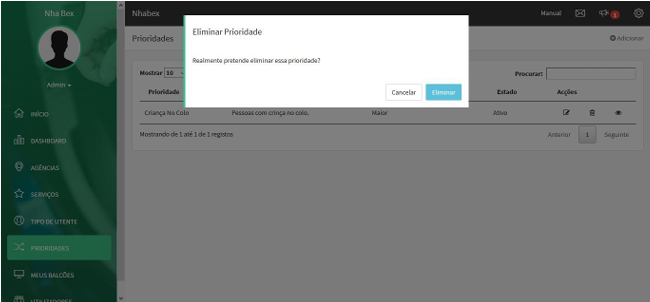 Nha Bex
Nhabex
Manual
1
Eliminar Prioridade
Realmente pretende eliminar essa prioridade?
Cancelar
Eliminar
Prioridades
Adicionar
Admin
Mostrar 10
Procurar:
Prioridade
Estado
Acções
Criança No Colo
Pessoas com crinça no colo.
Maior
Ativo
Mostrando de 1 até 1 de 1 registos
Anterior
1
Seguinte
INÍCIO
DASHBOARD
AGÊNCIAS
SERVIÇOS
TIPO DE UTENTE
PRIORIDADES
MEUS BALCÕES
UTILIZADORES